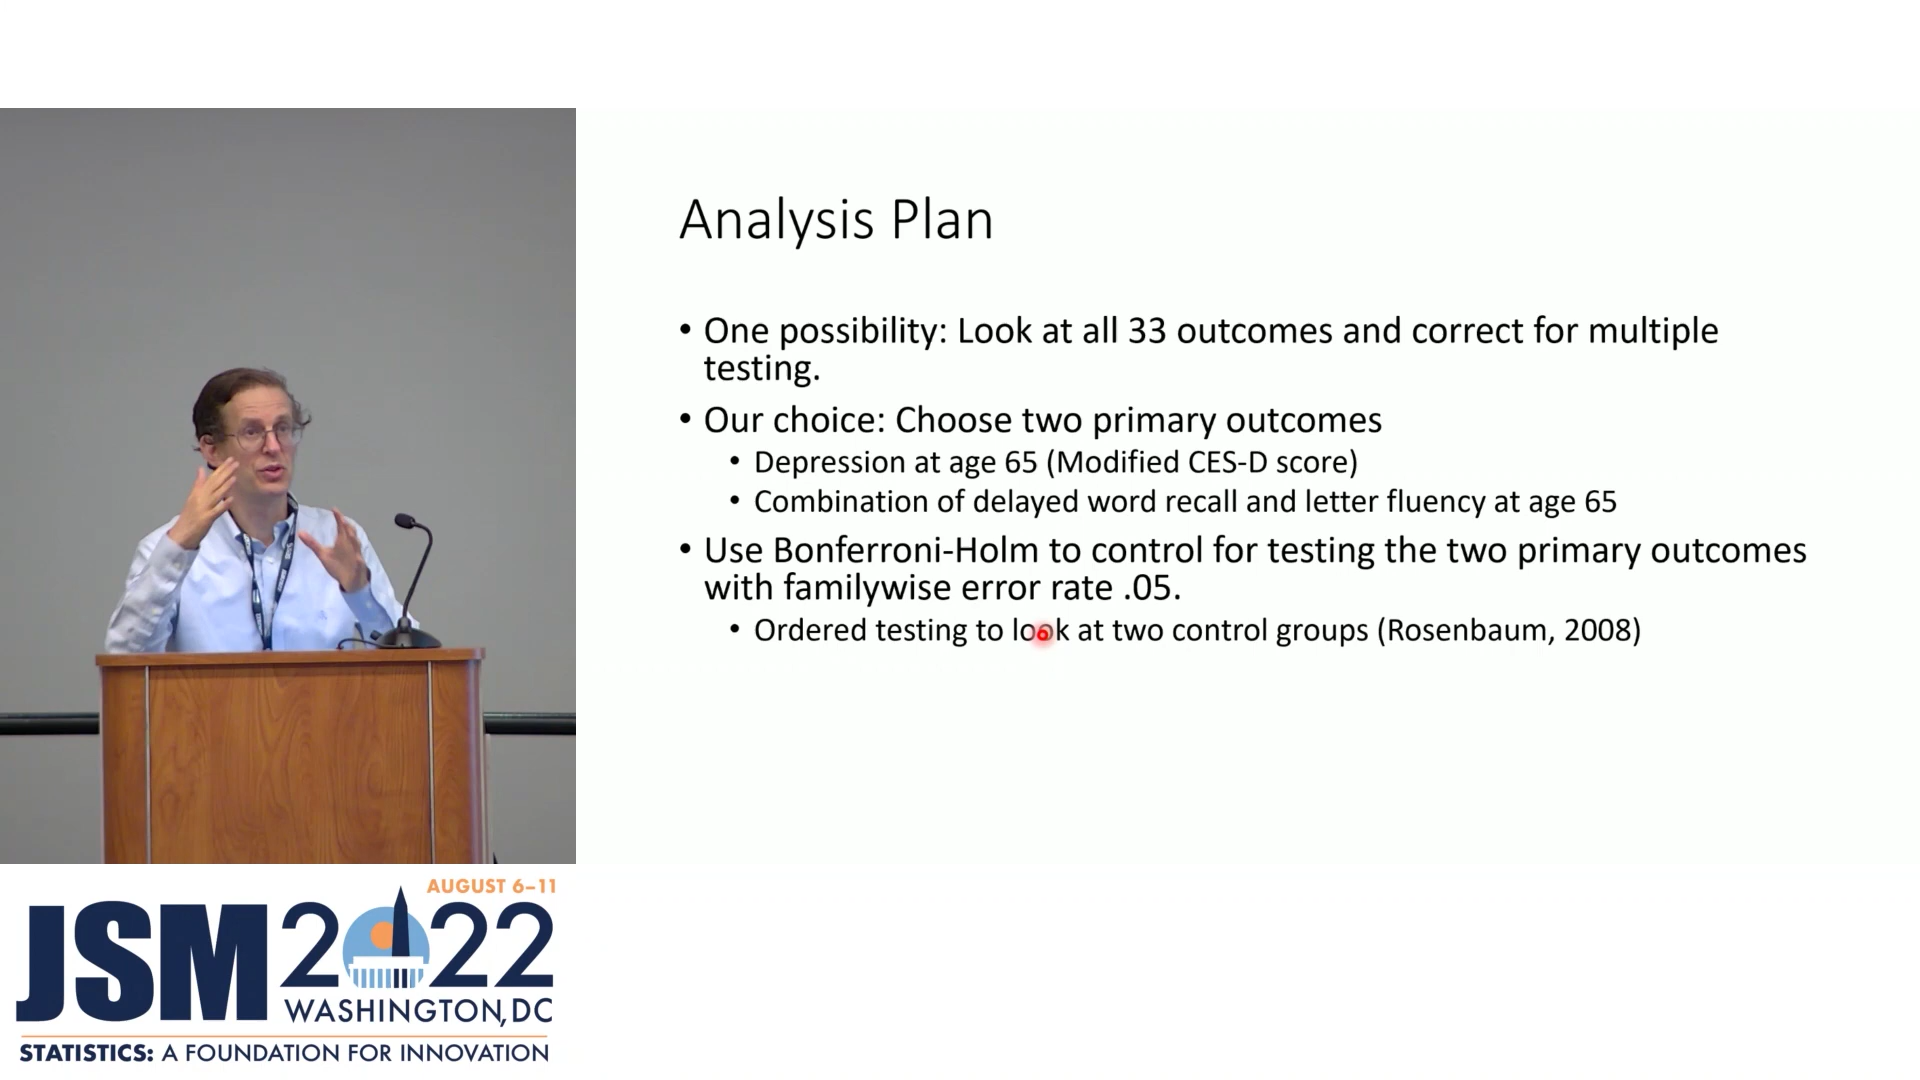 Analysis Plan
• One possibility: Look at all 33 outcomes and correct for multiple
testing.
• Our choice: Choose two primary outcomes
• Depression at age 65 (Modified CES-D score)
• Combination of delayed word recall and letter fluency at age 65
• Use Bonferroni-Holm to control for testing the two primary outcomes
with familywise error rate .05.
• Ordered testing to look at two control groups (Rosenbaum, 2008)
AUGUST 6–11
JSM 2022
WASHINGTON, DC
STATISTICS: A FOUNDATION FOR INNOVATION